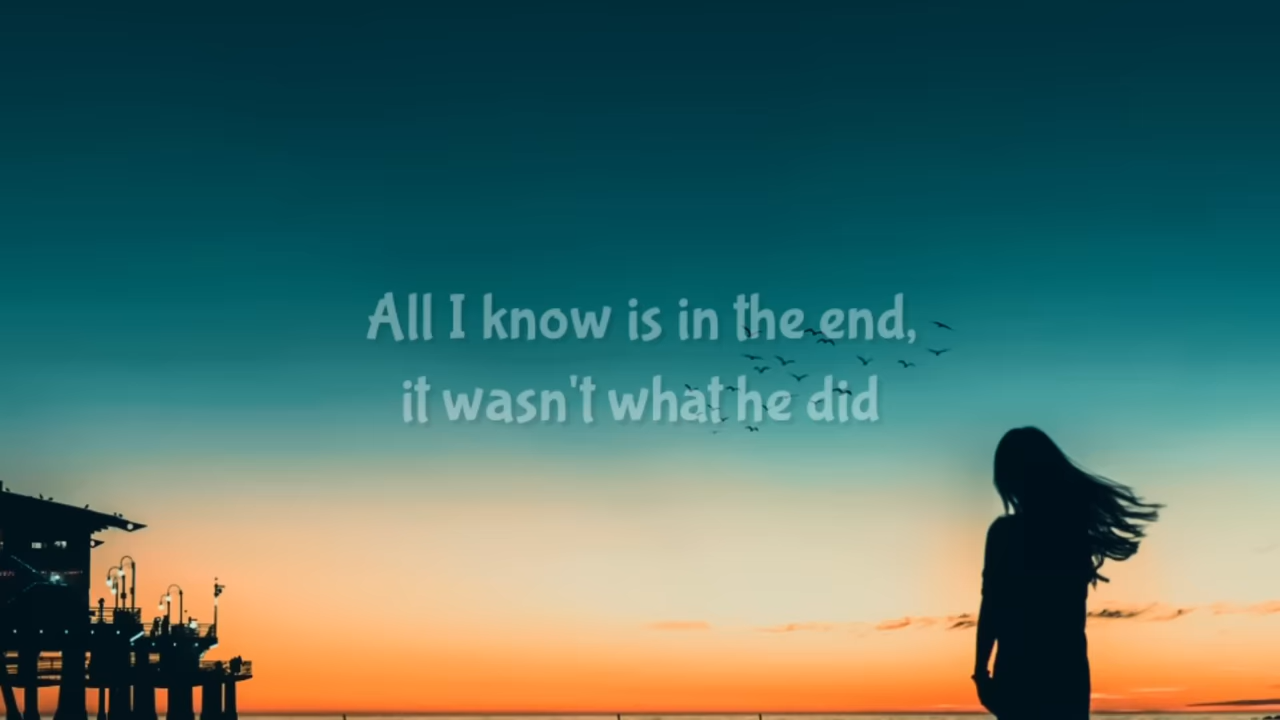 All I know is in the end,
it wasn't what he did